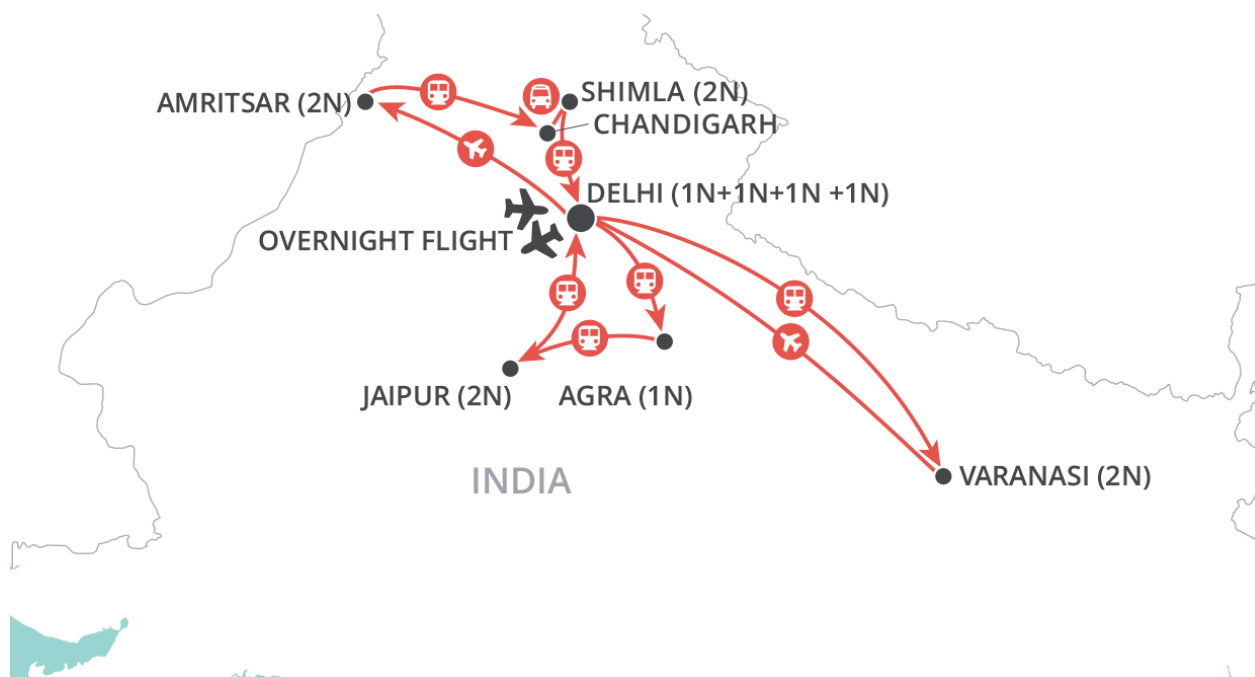 AMRITSAR (2N)
SHIMLA (2N)
CHANDIGARH
DELHI (1N+1N+1N +1N)
OVERNIGHT FLIGHT
JAIPUR (2N)
AGRA (1N)
INDIA
VARANASI (2N)